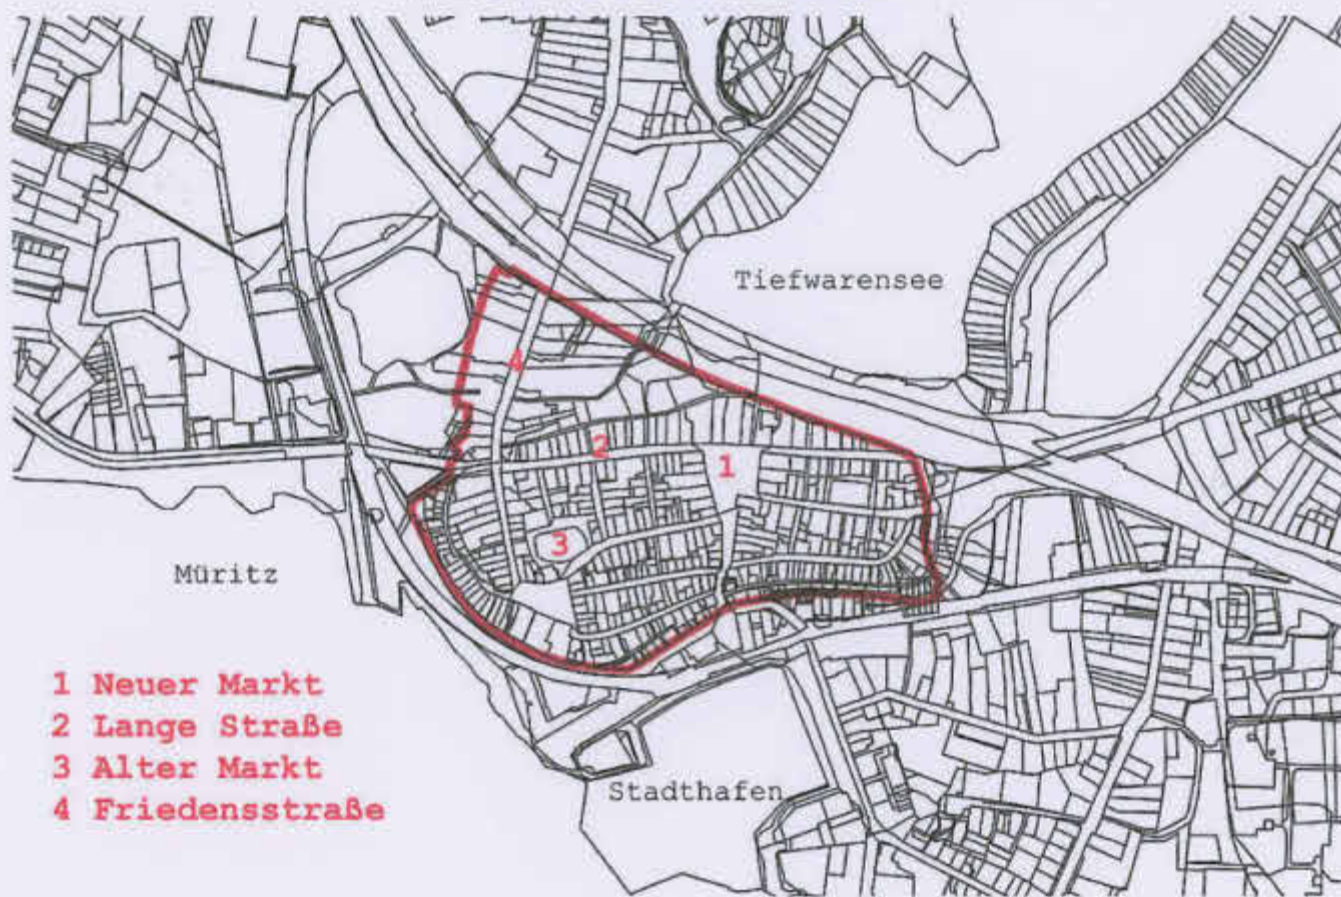 Tiefwarensee
4
2
1
3
Müritz
1 Neuer Markt
2 Lange Straße
3 Alter Markt
4 Friedensstraße
Stadthafen